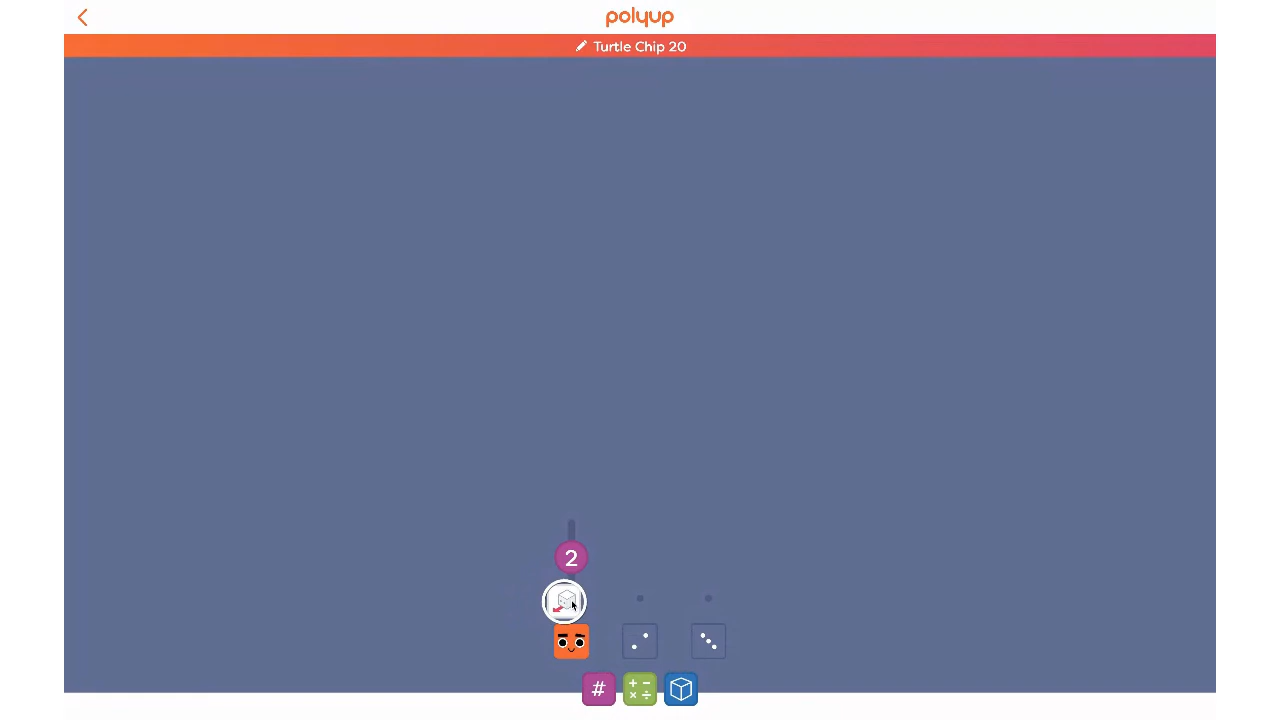 polyup
Turtle Chip 20
2
#
+ −
× ÷